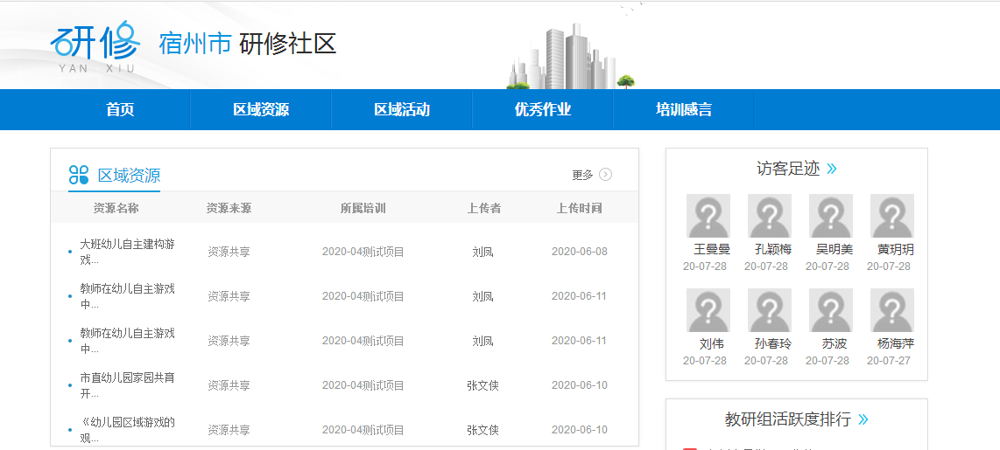 研修
YAN XIU
宿州市 研修社区
首页 区域资源 区域活动 优秀作业 培训感言
区域资源 更多
资源名称 资源来源 所属培训 上传者 上传时间
大班幼儿自主建构游
戏... 资源共享 2020-04测试项目 刘凤 2020-06-08
教师在幼儿自主游戏
中... 资源共享 2020-04测试项目 刘凤 2020-06-11
教师在幼儿自主游戏
中... 资源共享 2020-04测试项目 刘凤 2020-06-11
市直幼儿园家园共育
开... 资源共享 2020-04测试项目 张文侠 2020-06-10
《幼儿园区域游戏的
观... 资源共享 2020-04测试项目 张文侠 2020-06-10
访客足迹
王曼曼 孔颖梅 吴明美 黄玥玥
20-07-28 20-07-28 20-07-28 20-07-28
刘伟 孙春玲 苏波 杨海萍
20-07-28 20-07-28 20-07-28 20-07-27
教研组活跃度排行